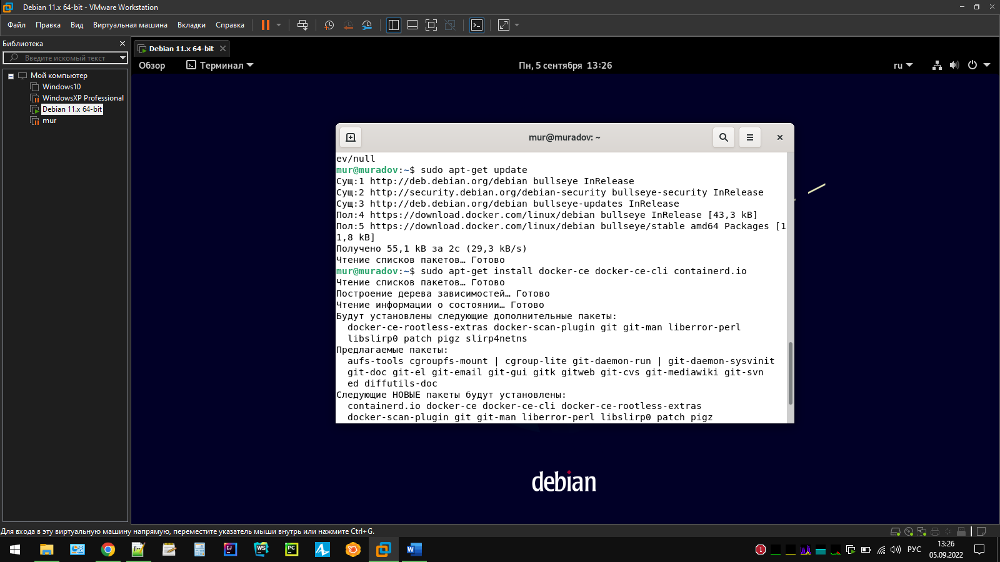 Debian 11.x 64-bit - VMware Workstation
Файл Правка Вид Виртуальная машина Вкладки Справка
Библиотека
Введите искомый текст
Мой компьютер
Windows10
WindowsXP Professional
Debian 11.x 64-bit
mur
Debian 11.x 64-bit
Обзор Терминал Пн, 5 сентября 13:26 ru
mur@muradov: ~
ev/null
mur@muradov:~$ sudo apt-get update
Сущ:1 http://deb.debian.org/debian bullseye InRelease
Сущ:2 http://security.debian.org/debian-security bullseye-security InRelease
Сущ:3 http://deb.debian.org/debian bullseye-updates InRelease
Пол:4 https://download.docker.com/linux/debian bullseye InRelease [43,3 kB]
Пол:5 https://download.docker.com/linux/debian bullseye/stable amd64 Packages [1
1,8 kB]
Получено 55,1 kB за 2с (29,3 kB/s)
Чтение списков пакетов… Готово
mur@muradov:~$ sudo apt-get install docker-ce docker-ce-cli containerd.io
Чтение списков пакетов… Готово
Построение дерева зависимостей… Готово
Чтение информации о состоянии… Готово
Будут установлены следующие дополнительные пакеты:
docker-ce-rootless-extras docker-scan-plugin git git-man liberror-perl
libslirp0 patch pigz slirp4netns
Предлагаемые пакеты:
aufs-tools cgroupfs-mount | cgroup-lite git-daemon-run | git-daemon-sysvinit
git-doc git-el git-email git-gui gitk gitweb git-cvs git-mediawiki git-svn
ed diffutils-doc
Следующие НОВЫЕ пакеты будут установлены:
containerd.io docker-ce docker-ce-cli docker-ce-rootless-extras
docker-scan-plugin git git-man liberror-perl libslirp0 patch pigz
debian
Для входа в эту виртуальную машину напрямую, переместите указатель мыши внутрь или нажмите Ctrl+G.
РУС
13:26
05.09.2022